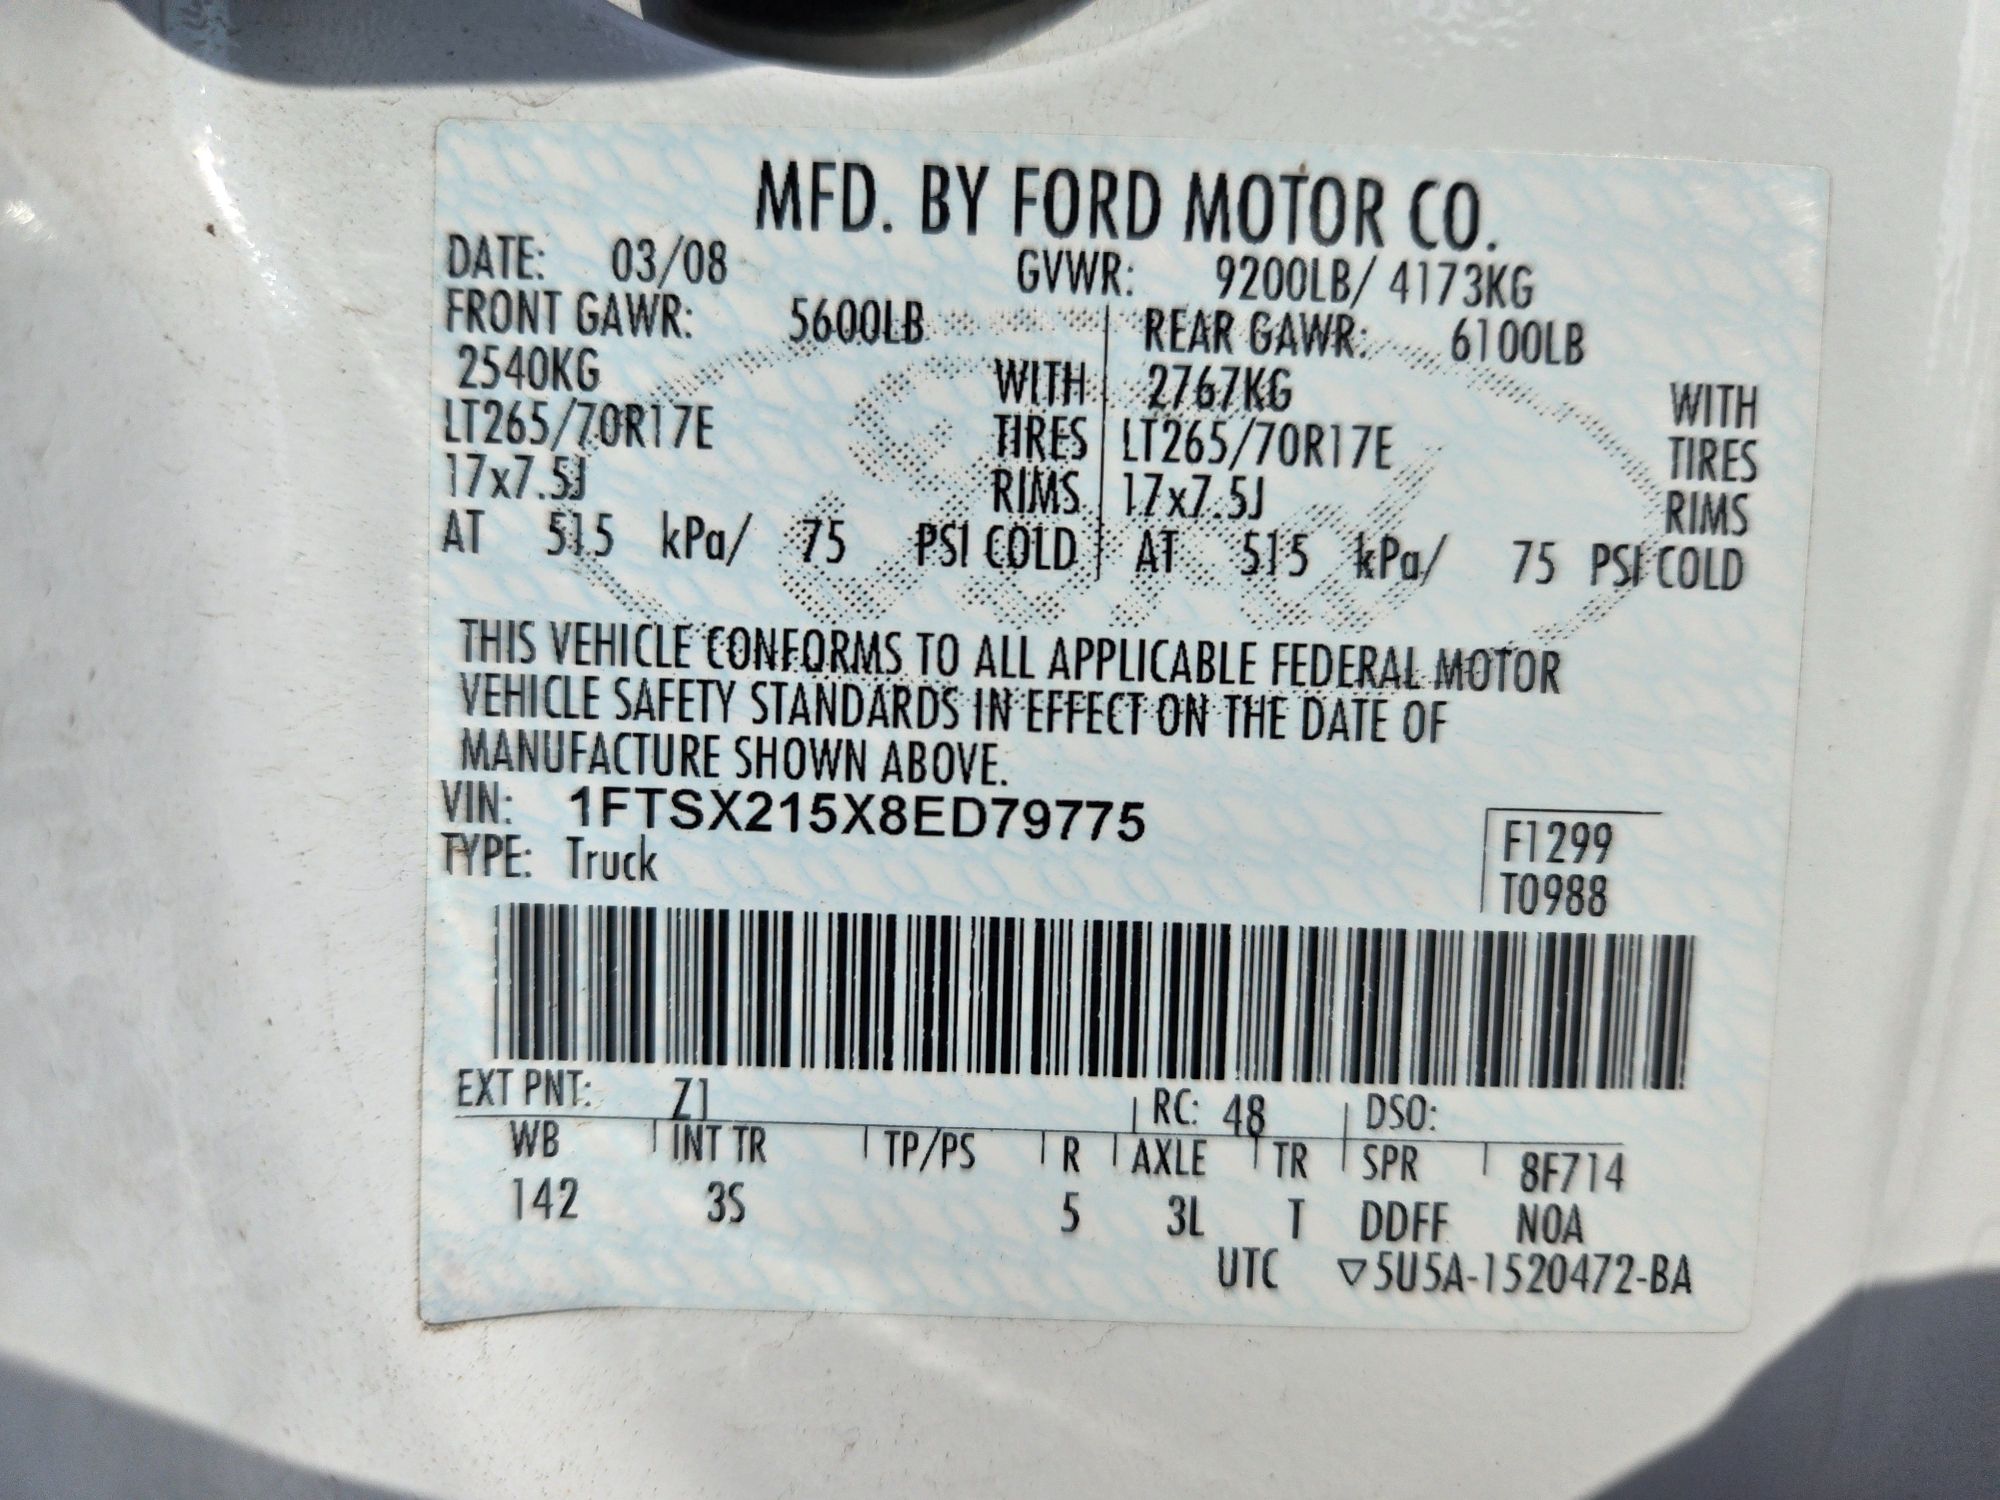 MFD. BY FORD MOTOR CO.
DATE: 03/08 GVWR: 9200LB/ 4173KG
FRONT GAWR: 5600LB REAR GAWR: 6100LB
2540KG WITH 2767KG WITH
LT265/70R17E TIRES LT265/70R17E TIRES
17x7.5J RIMS 17x7.5J RIMS
AT 515 kPa/ 75 PSI COLD AT 515 kPa/ 75 PSI COLD
THIS VEHICLE CONFORMS TO ALL APPLICABLE FEDERAL MOTOR
VEHICLE SAFETY STANDARDS IN EFFECT ON THE DATE OF
MANUFACTURE SHOWN ABOVE.
VIN: 1FTSX215X8ED79775
TYPE: Truck
F1299
T0988
EXT PNT: Z1 RC: 48 DSO:
WB INT TR TP/PS R AXLE TR SPR 8F714
142 3S 5 3L T DDFF NOA
UTC ▽5U5A-1520472-BA